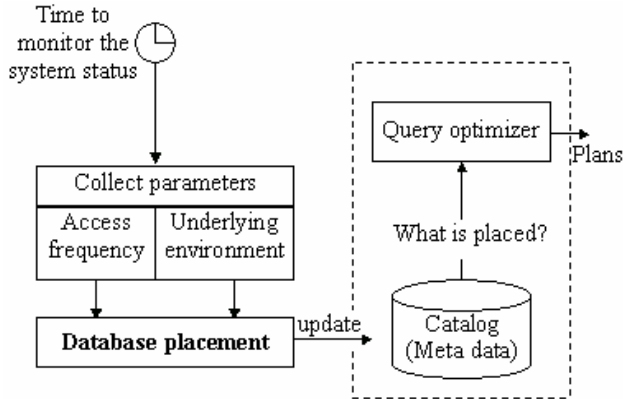 Time to
monitor the
system status
Collect parameters
Access
frequency
Underlying
environment
Database placement
update
Query optimizer
Plans
What is placed?
Catalog
(Meta data)